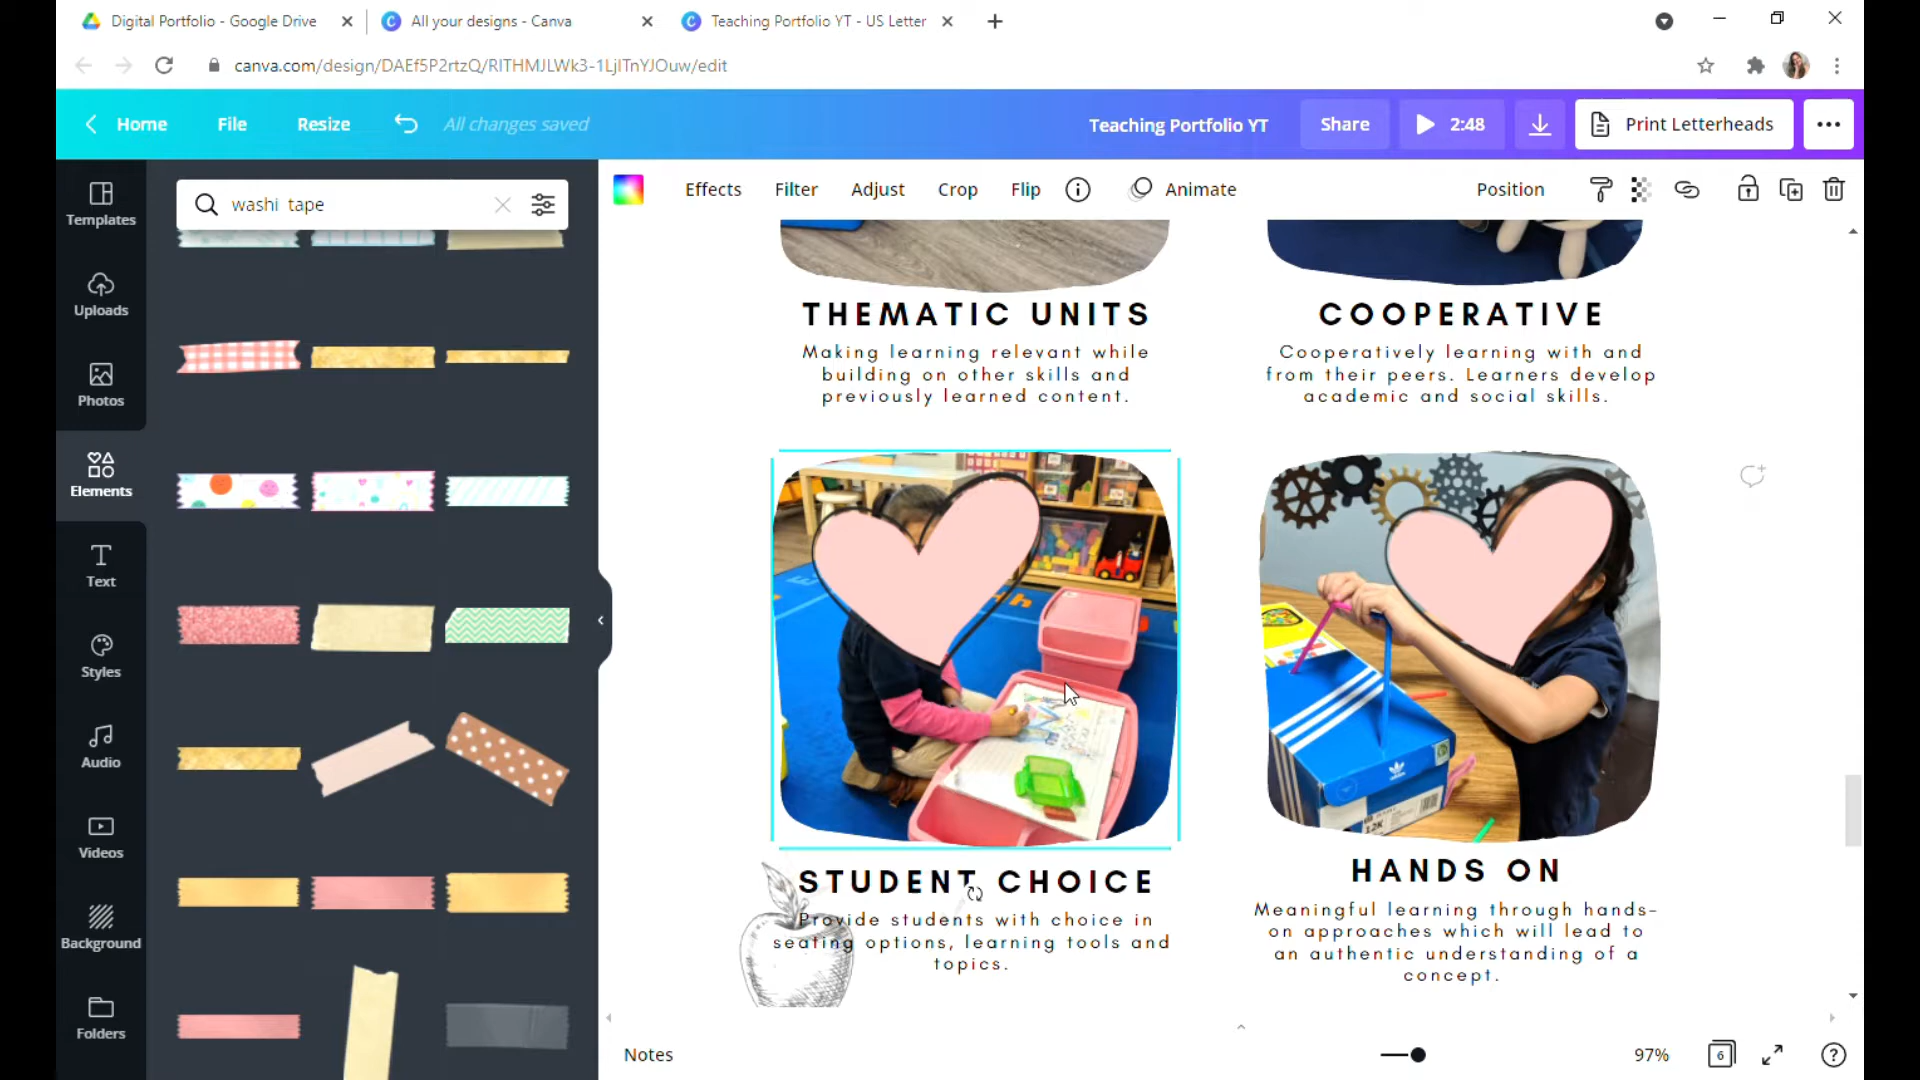 Digital Portfolio - Google Drive
All your designs - Canva
Teaching Portfolio YT - US Letter
canva.com/design/DAEf5P2rtzQ/RITHMJLWk3-1LjITnYJOuw/edit
Home
File
Resize
All changes saved
Teaching Portfolio YT
Share
2:48
Print Letterheads
Templates
washi tape
Effects
Filter
Adjust
Crop
Flip
Animate
Position
Uploads
Photos
Elements
Text
Styles
Audio
Videos
Background
Folders
THEMATIC UNITS
Making learning relevant while
building on other skills and
previously learned content.
COOPERATIVE
Cooperatively learning with and
from their peers. Learners develop
academic and social skills.
STUDENT CHOICE
Provide students with choice in
seating options, learning tools and
topics.
12K
HANDS ON
Meaningful learning through hands-
on approaches which will lead to
an authentic understanding of a
concept.
Notes
97%
6